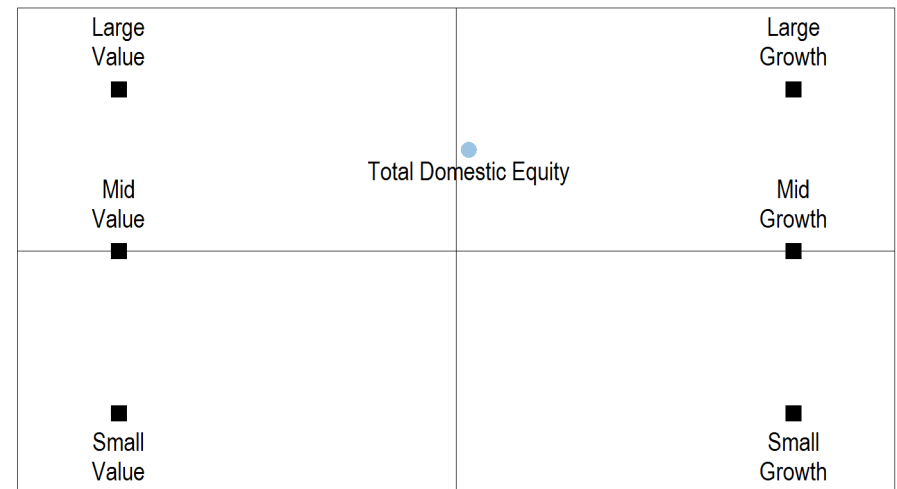 Large
Value
Large
Growth
Total Domestic Equity
Mid
Value
Mid
Growth
Small
Value
Small
Growth